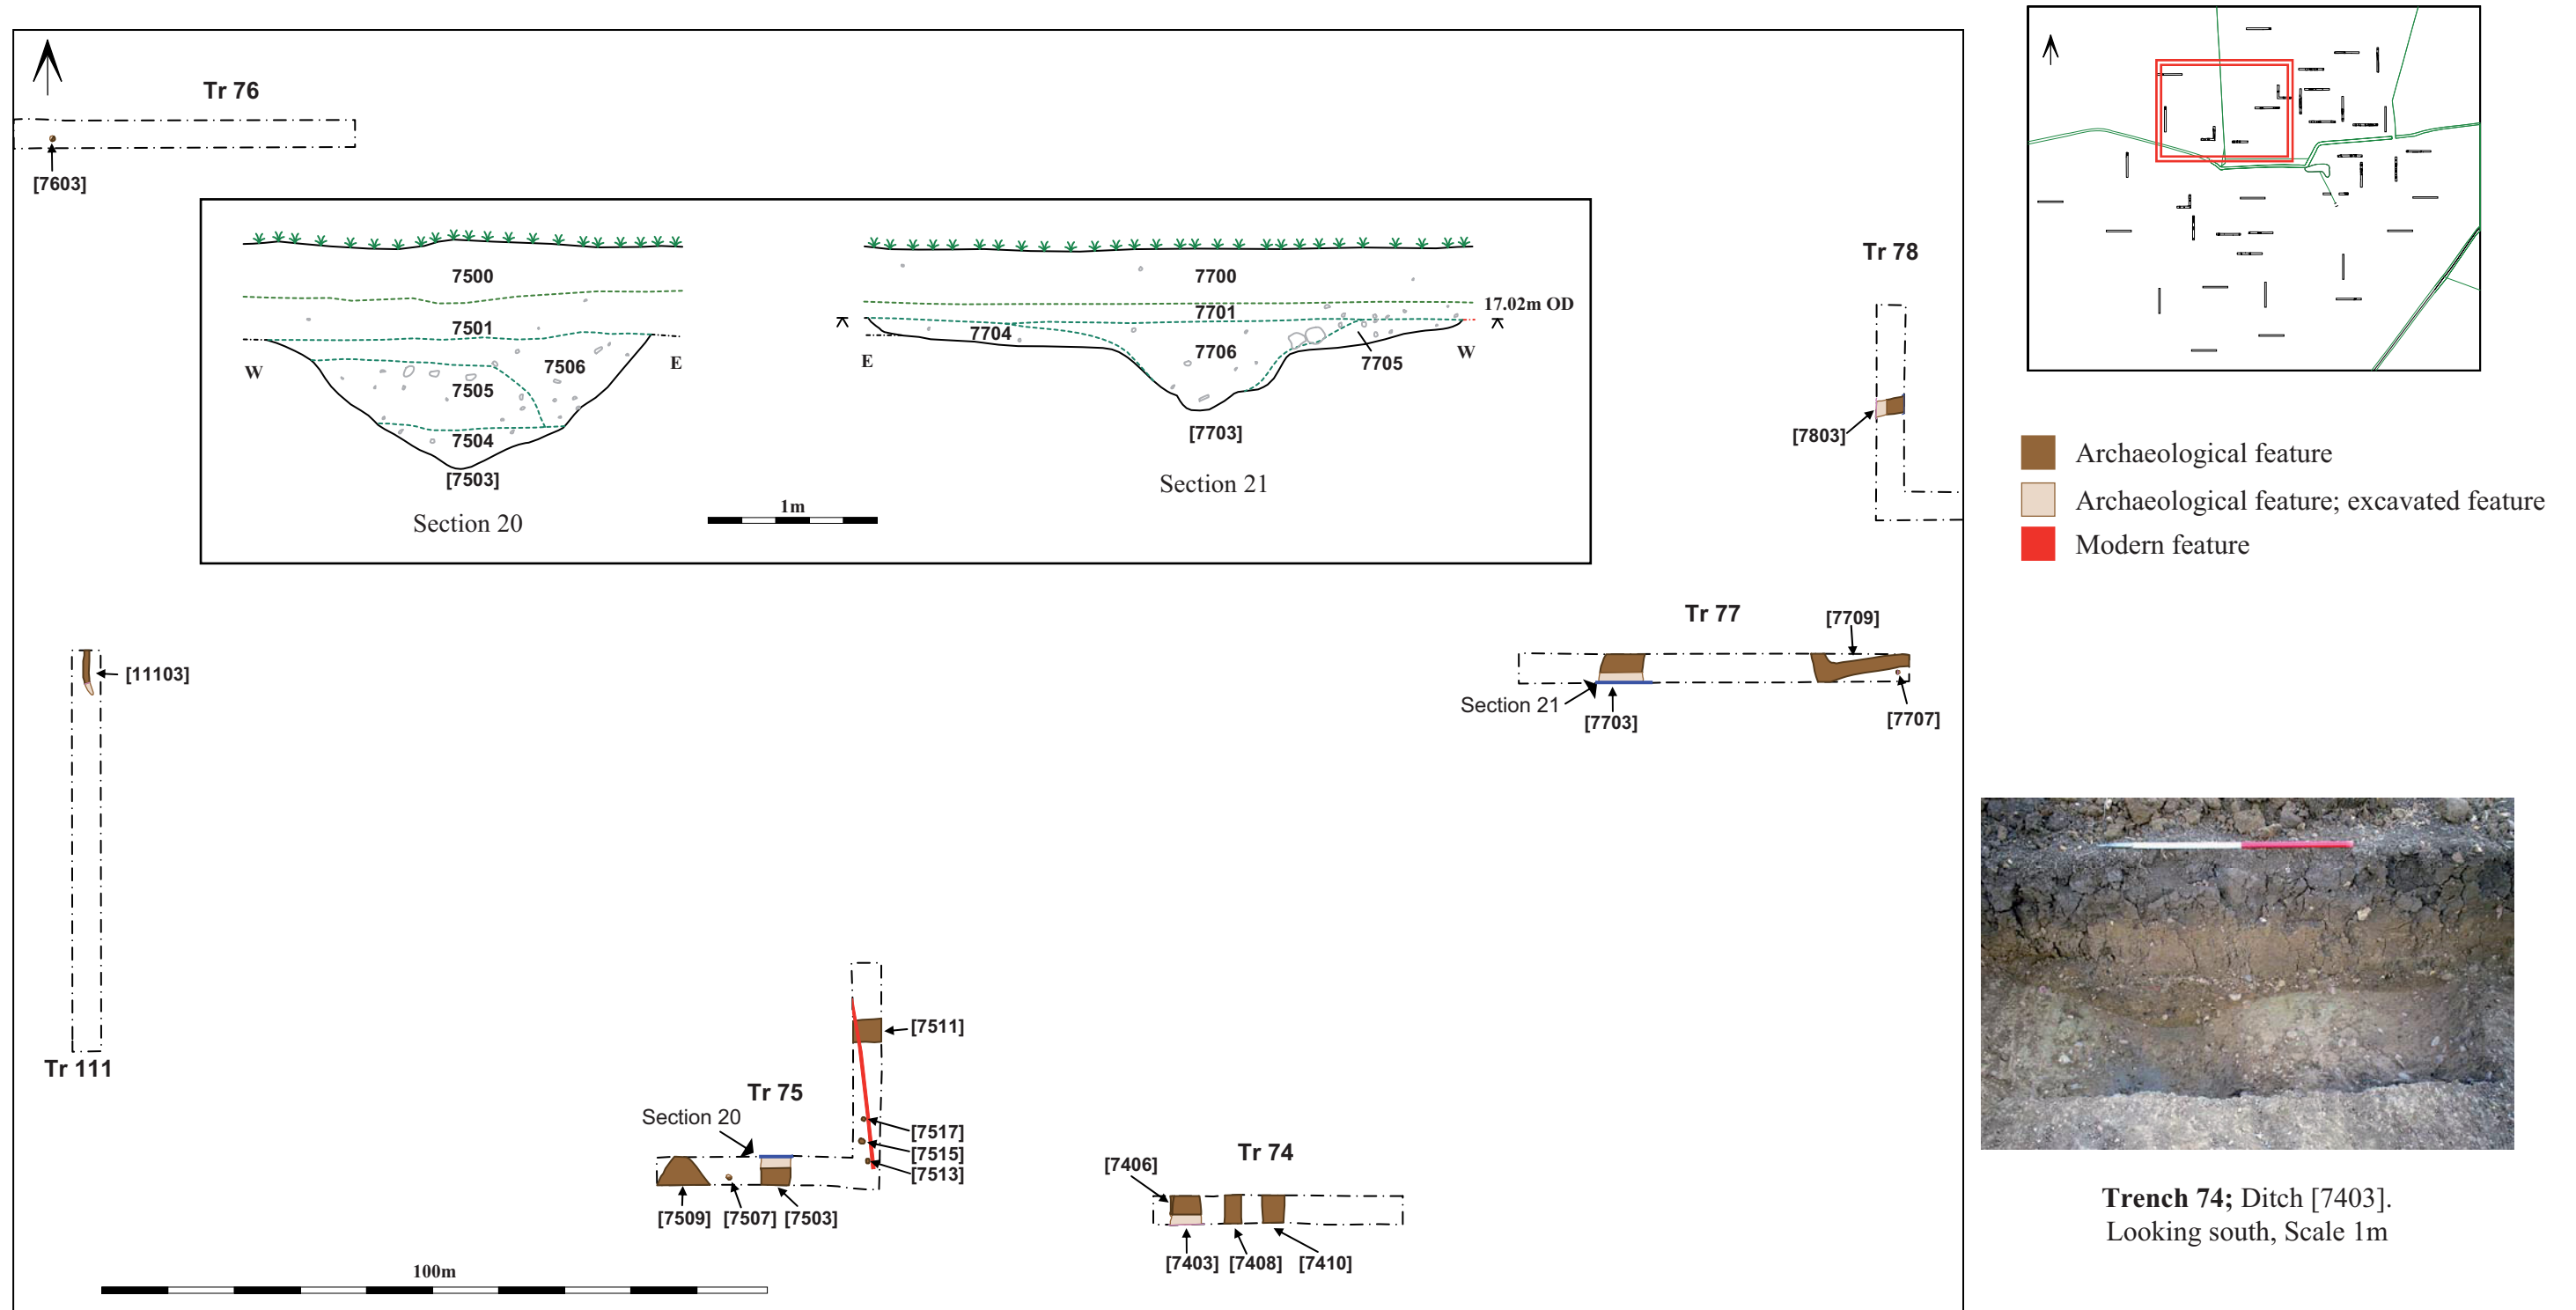 Tr 76
[7603]
7500
7501
7506
7505
7504
[7503]
W
E
Section 20
1m
7700
7701
17.02m OD
7704
7706
7705
E
W
[7703]
Section 21
Tr 78
[7803]
Archaeological feature
Archaeological feature; excavated feature
Modern feature
Tr 77
[7709]
Section 21
[7703]
[7707]
[11103]
Tr 111
[7511]
Tr 75
Section 20
[7517]
[7515]
[7513]
[7509] [7507] [7503]
Tr 74
[7406]
[7403] [7408] [7410]
100m
Trench 74; Ditch [7403].
Looking south, Scale 1m